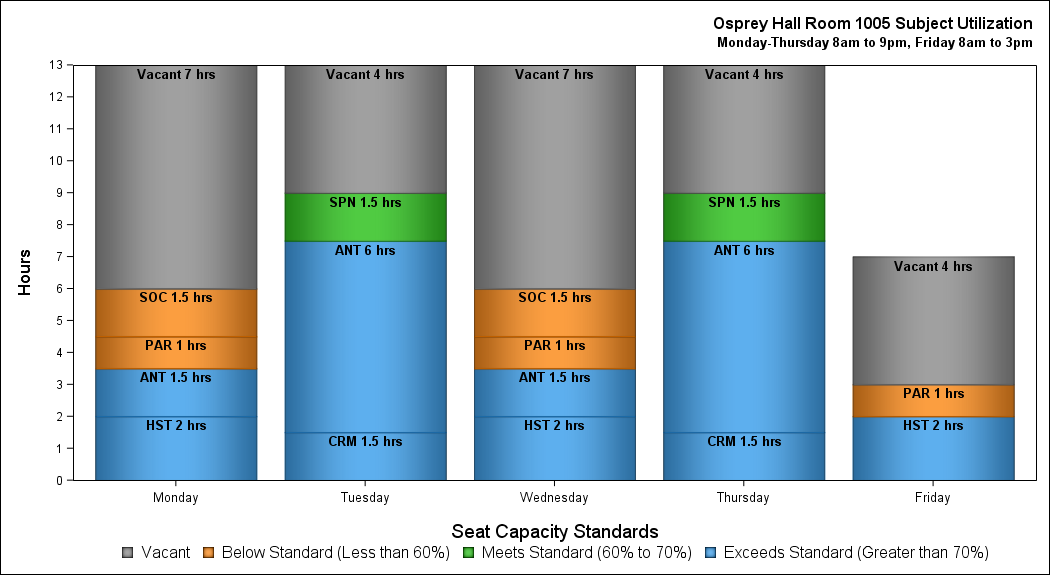 Osprey Hall Room 1005 Subject Utilization
Monday-Thursday 8am to 9pm, Friday 8am to 3pm
Hours
13
12
11
10
9
8
7
6
5
4
3
2
1
0
Vacant 7 hrs
SOC 1.5 hrs
PAR 1 hrs
ANT 1.5 hrs
HST 2 hrs
Vacant 4 hrs
SPN 1.5 hrs
ANT 6 hrs
CRM 1.5 hrs
Vacant 7 hrs
SOC 1.5 hrs
PAR 1 hrs
ANT 1.5 hrs
HST 2 hrs
Vacant 4 hrs
SPN 1.5 hrs
ANT 6 hrs
CRM 1.5 hrs
Vacant 4 hrs
PAR 1 hrs
HST 2 hrs
Monday Tuesday Wednesday Thursday Friday
Seat Capacity Standards
Vacant Below Standard (Less than 60%) Meets Standard (60% to 70%) Exceeds Standard (Greater than 70%)